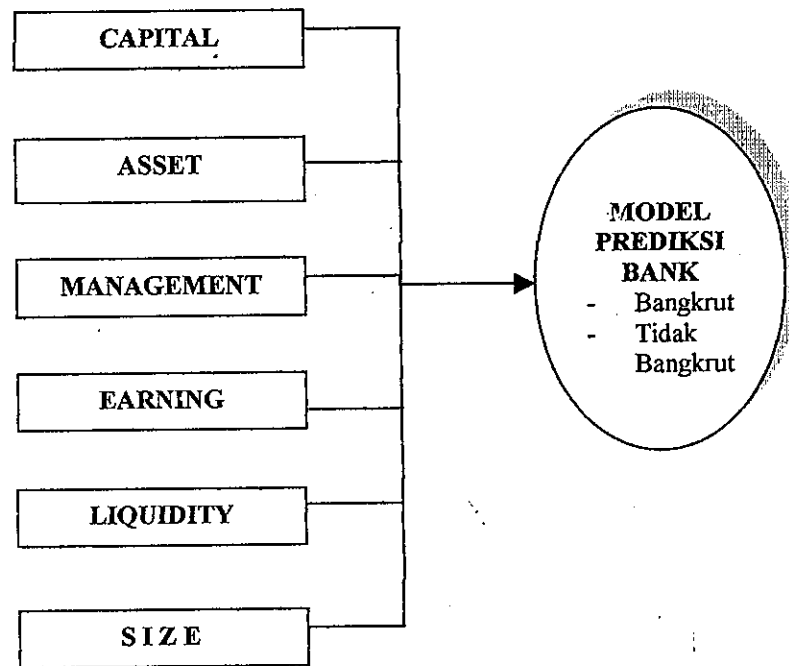 CAPITAL
ASSET
MANAGEMENT
EARNING
LIQUIDITY
SIZE
MODEL
PREDIKSI
BANK
- Bangkrut
- Tidak
Bangkrut